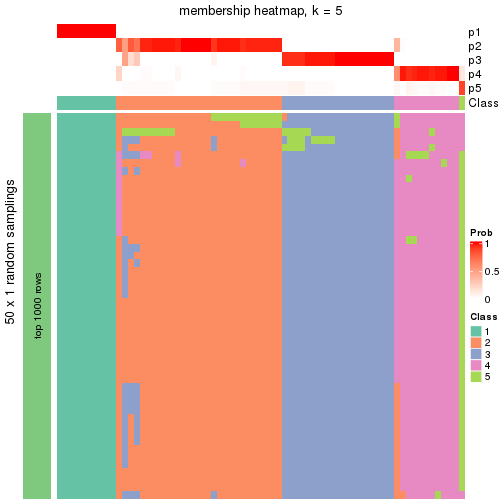 membership heatmap, k = 5
p1
p2
p3
p4
p5
Class
50 x 1 random samplings
top 1000 rows
Prob
1
0.5
0
Class
1
2
3
4
5